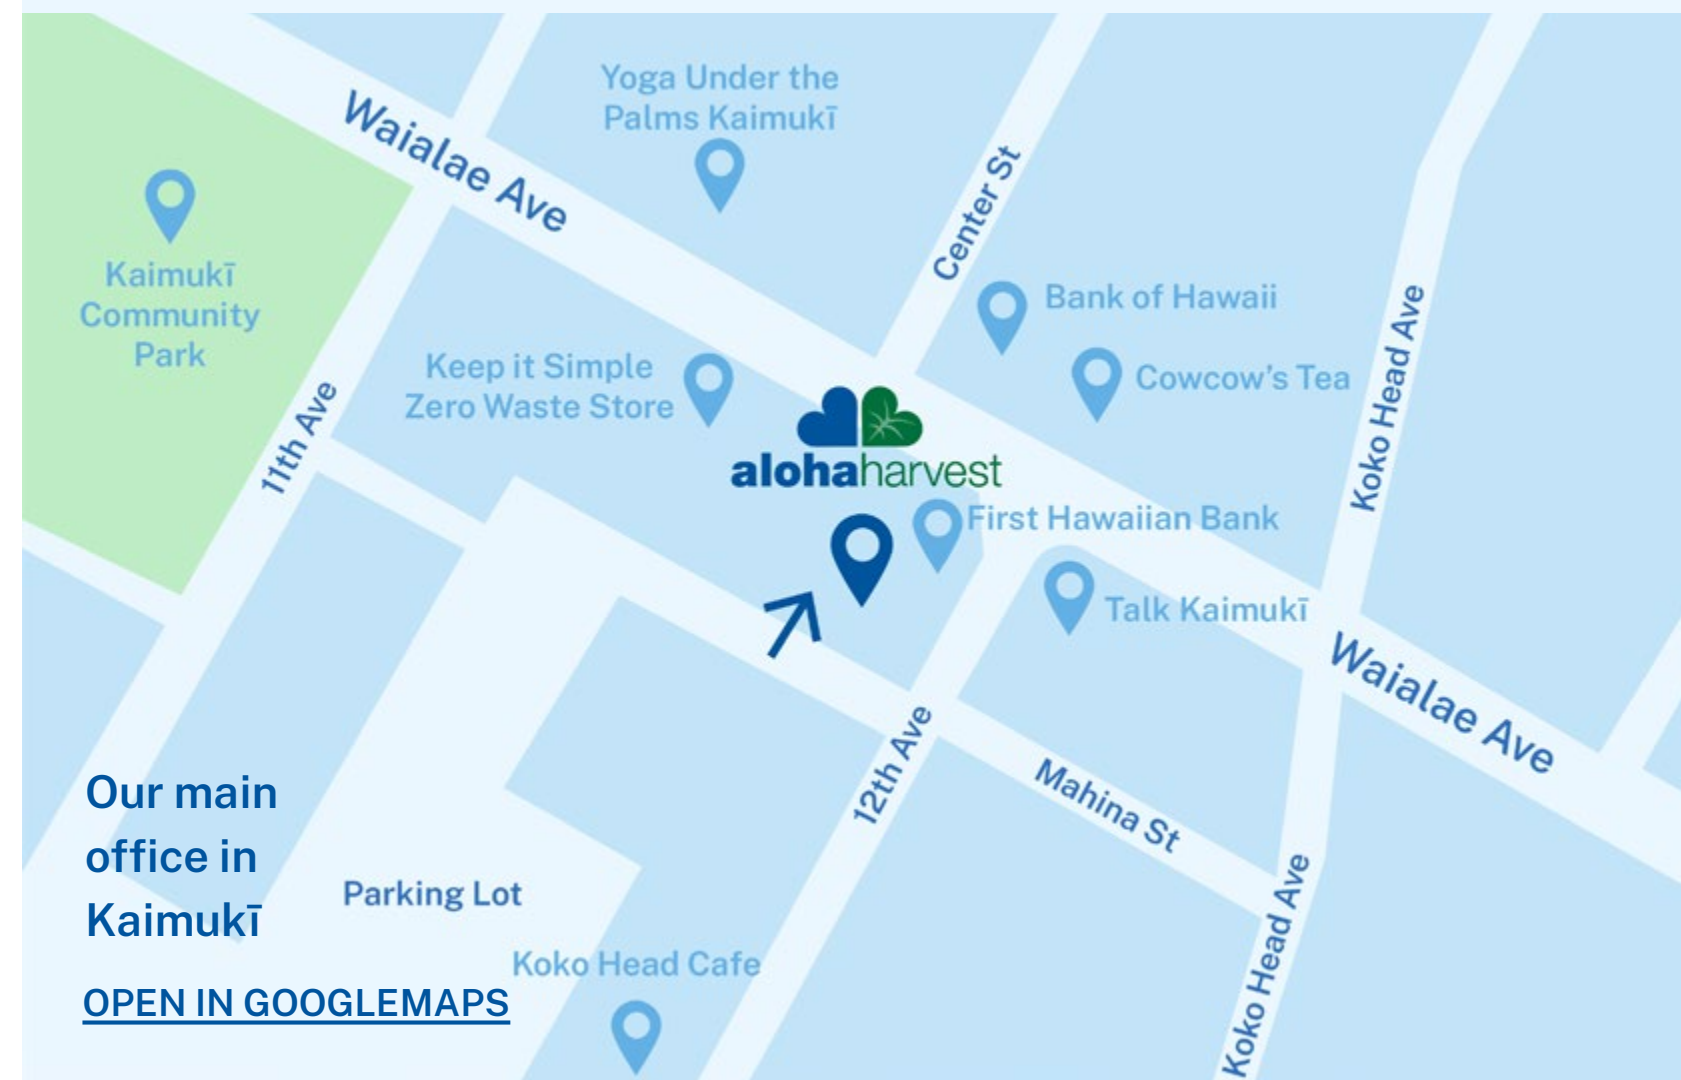 Yoga Under the
Palms Kaimukī
Waialae Ave
Center St
Kaimukī
Community
Park
Bank of Hawaii
Keep it Simple
Zero Waste Store
Cowcow's Tea
Koko Head Ave
11th Ave
alohaharvest
First Hawaiian Bank
Talk Kaimukī
Waialae Ave
12th Ave
Mahina St
Our main
office in
Kaimukī
Parking Lot
Koko Head Cafe
Koko Head Ave
OPEN IN GOOGLEMAPS